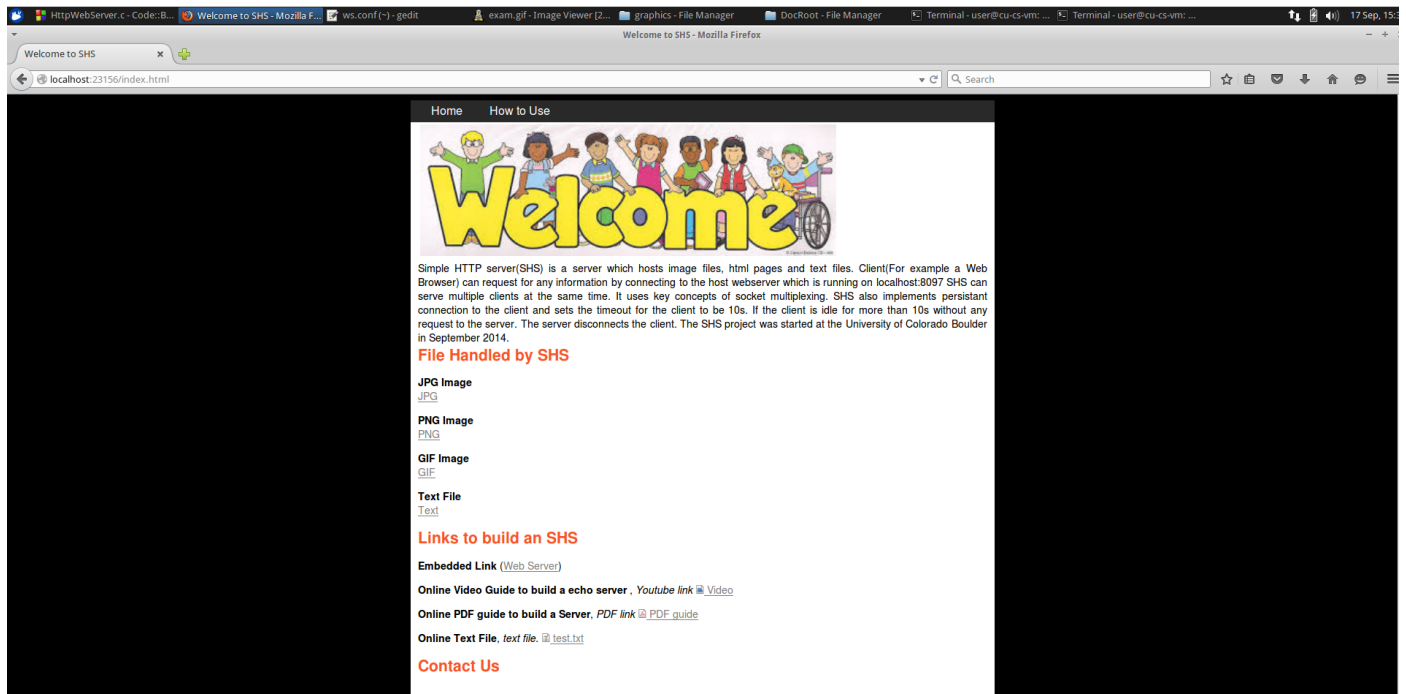 HttpWebServer.c - Code::B... Welcome to SHS - Mozilla F... ws.conf (~) - gedit exam.gif - Image Viewer [2... graphics - File Manager DocRoot - File Manager Terminal - user@cu-cs-vm: ... Terminal - user@cu-cs-vm: ... 17 Sep, 15:3
Welcome to SHS - Mozilla Firefox
Welcome to SHS
localhost:23156/index.html Search
Home How to Use
Welcome
Simple HTTP server(SHS) is a server which hosts image files, html pages and text files. Client(For example a Web
Browser) can request for any information by connecting to the host webserver which is running on localhost:8097 SHS can
serve multiple clients at the same time. It uses key concepts of socket multiplexing. SHS also implements persistant
connection to the client and sets the timeout for the client to be 10s. If the client is idle for more than 10s without any
request to the server. The server disconnects the client. The SHS project was started at the University of Colorado Boulder
in September 2014.
File Handled by SHS
JPG Image
JPG
PNG Image
PNG
GIF Image
GIF
Text File
Text
Links to build an SHS
Embedded Link (Web Server)
Online Video Guide to build a echo server , Youtube link Video
Online PDF guide to build a Server, PDF link PDF guide
Online Text File, text file. test.txt
Contact Us